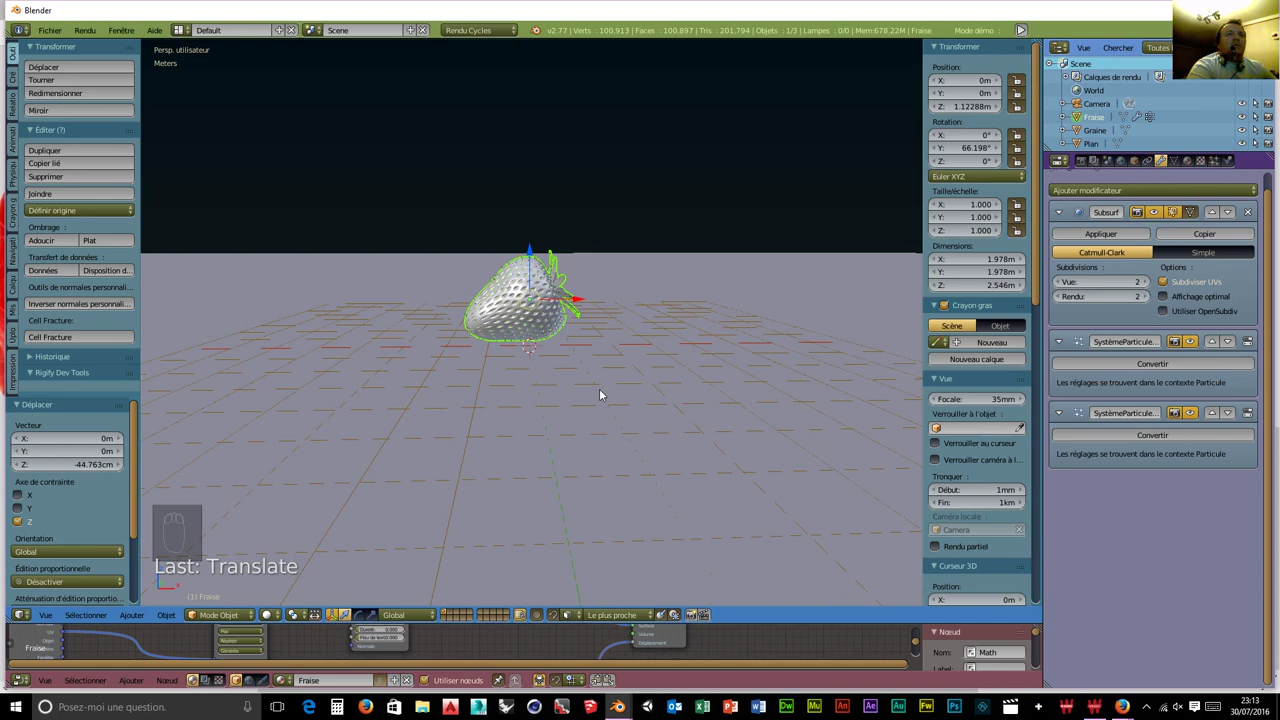 Blender
Fichier Rendu Fenêtre Aide Default Scene Rendu Cycles v2.77 | Verts : 100,913 | Faces : 100,897 | Tris : 201,794 | Objets : 1/3 | Lampes : 0/0 | Mem:678.22M | Fraise Mode démo :
Transformer
Déplacer
Tourner
Redimensionner
Miroir
Éditer (?)
Dupliquer
Copier lié
Supprimer
Joindre
Définir origine
Ombrage :
Adoucir Plat
Transfert de données :
Données Disposition d...
Outils de normales personnali...
Inverser normales personnali...
Cell Fracture:
Cell Fracture
Historique
Rigify Dev Tools
Déplacer
Vecteur
X: 0m
Y: 0m
Z: -44.763cm
Axe de contrainte
X
Y
Z
Orientation
Global
Édition proportionnelle
Désactiver
Atténuation d'édition proportio...
Persp. utilisateur
Meters
Last: Translate
(1) Fraise
Transformer
Position:
X: 0m
Y: 0m
Z: 1.12288m
Rotation:
X: 0°
Y: 66.198°
Z: 0°
Euler XYZ
Taille/échelle:
X: 1.000
Y: 1.000
Z: 1.000
Dimensions:
X: 1.978m
Y: 1.978m
Z: 2.546m
Crayon gras
Scène Objet
Nouveau
Nouveau calque
Vue
Focale: 35mm
Verrouiller à l'objet :
Verrouiller au curseur
Verrouiller caméra à l...
Tronquer :
Début: 1mm
Fin: 1km
Caméra locale :
Camera
Rendu partiel
Curseur 3D
Position:
X: 0m
Vue Chercher Toutes l
Scene
Calques de rendu
World
Camera
Fraise
Graine
Plan
Ajouter modificateur
Subsurf
Appliquer Copier
Catmull-Clark Simple
Subdivisions : Options :
Vue: 2 Subdiviser UVs
Rendu: 2 Affichage optimal
Utiliser OpenSubdiv
SystèmeParticule...
Convertir
Les réglages se trouvent dans le contexte Particule
SystèmeParticule...
Convertir
Les réglages se trouvent dans le contexte Particule
Vue Sélectionner Ajouter Objet Mode Objet Global Le plus proche
Fraise
Volume
Déplacement
Normale
Nœud
Nom: Math
Vue Sélectionner Ajouter Nœud Fraise Utiliser nœuds
Posez-moi une question.
23:13
30/07/2016